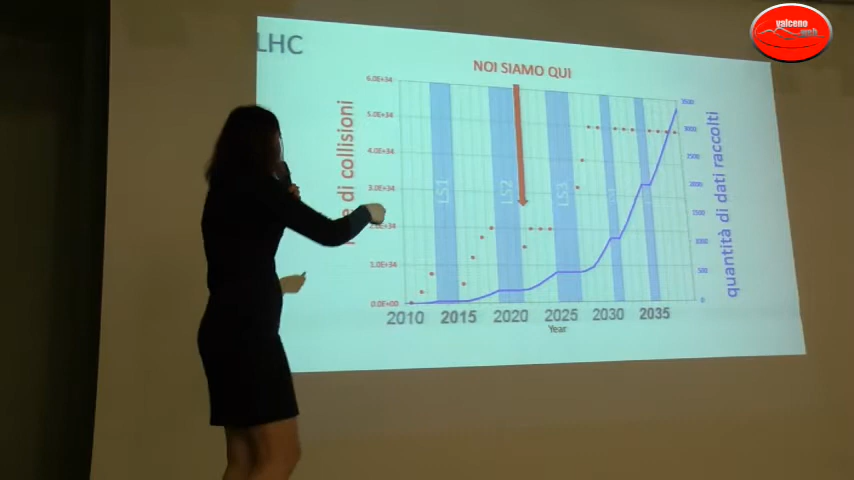 valceno
web
LHC
NOI SIAMO QUI
e di collisioni
6.0E+34
5.0E+34
4.0E+34
3.0E+34
2.0E+34
1.0E+34
0.0E+00
LS1
LS2
LS3
3500
3000
2500
2000
1500
1000
500
0
quantità di dati raccolti
2010 2015 2020 2025 2030 2035
Year